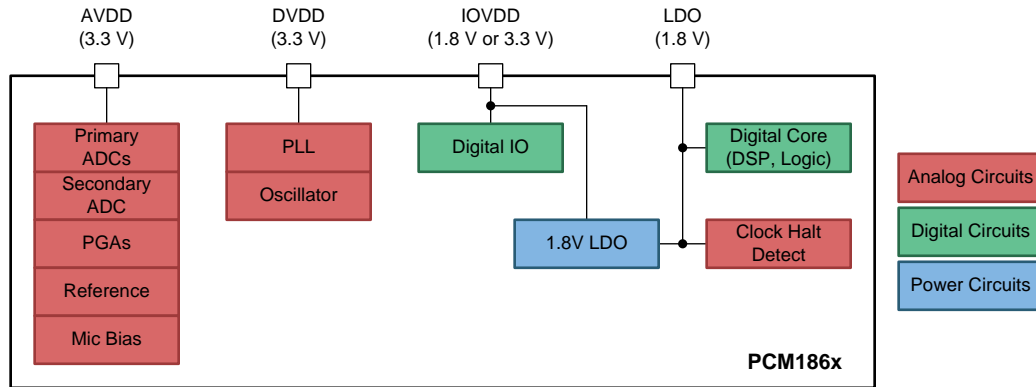 AVDD
(3.3 V)
DVDD
(3.3 V)
IOVDD
(1.8 V or 3.3 V)
LDO
(1.8 V)
Primary
ADCs
Secondary
ADC
PGAs
Reference
Mic Bias
PLL
Oscillator
Digital IO
1.8V LDO
Digital Core
(DSP, Logic)
Clock Halt
Detect
Analog Circuits
Digital Circuits
Power Circuits
PCM186x